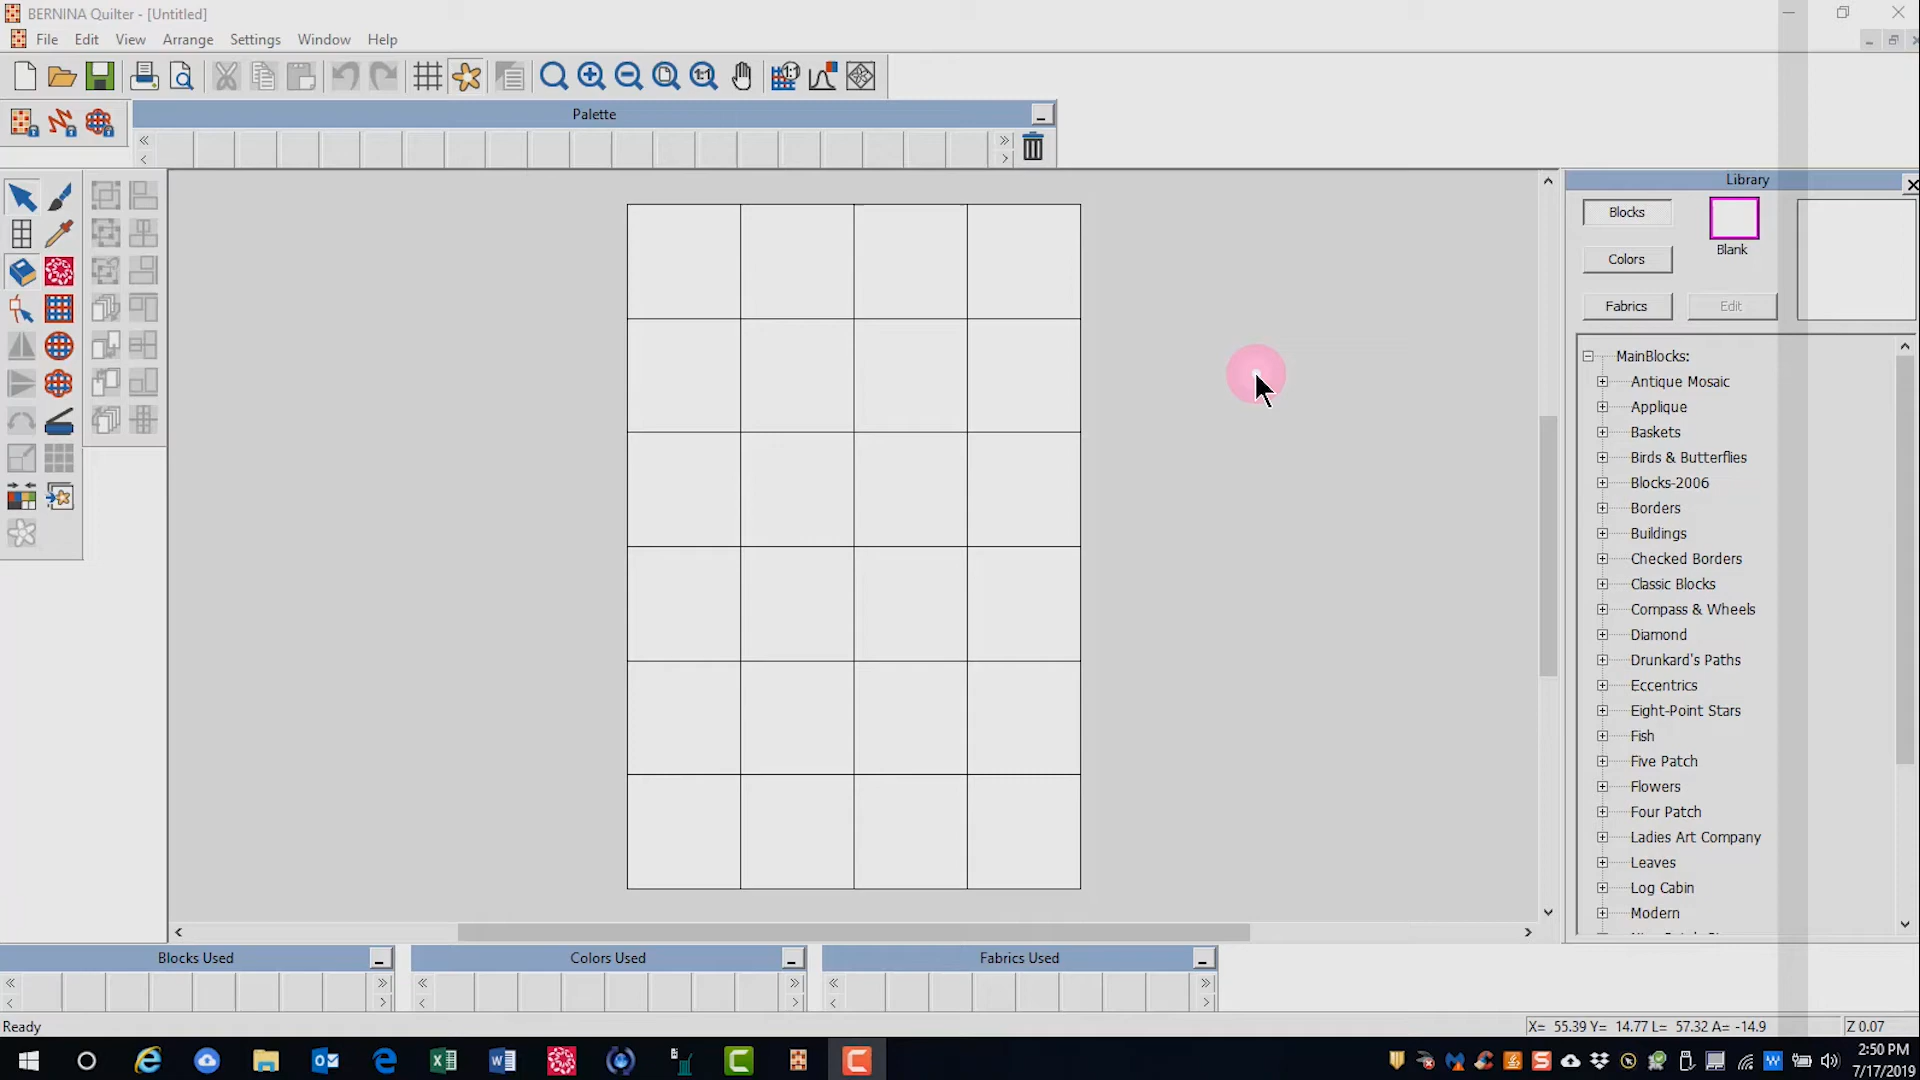 BERNINA Quilter - [Untitled]
File Edit View Arrange Settings Window Help
1:1 1:1
Palette
Library
Blocks
Blank
Colors
Fabrics Edit
MainBlocks:
Antique Mosaic
Applique
Baskets
Birds & Butterflies
Blocks-2006
Borders
Buildings
Checked Borders
Classic Blocks
Compass & Wheels
Diamond
Drunkard's Paths
Eccentrics
Eight-Point Stars
Fish
Five Patch
Flowers
Four Patch
Ladies Art Company
Leaves
Log Cabin
Modern
Blocks Used Colors Used Fabrics Used
Ready
X= 55.39 Y= 14.77 L= 57.32 A= -14.9 Z 0.07
2:50 PM
7/17/2019